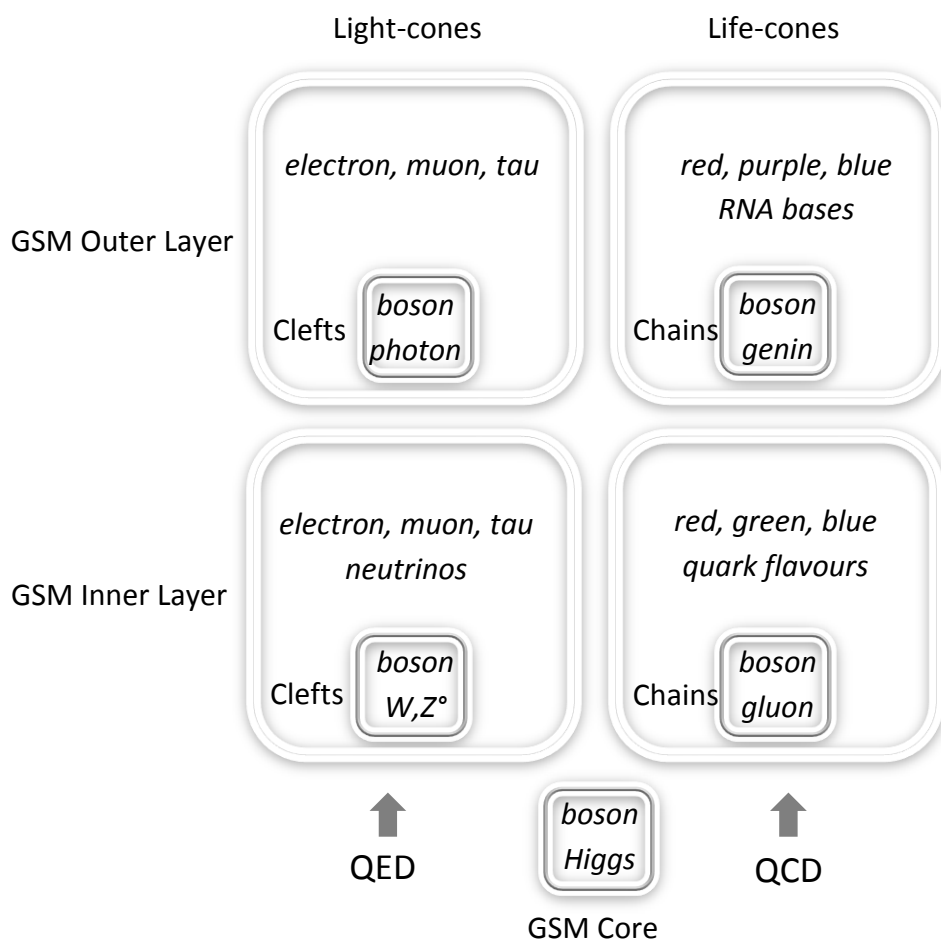 Light-cones
Life-cones
GSM Outer Layer
electron, muon, tau
Clefts
boson
photon
red, purple, blue
RNA bases
Chains
boson
genin
GSM Inner Layer
electron, muon, tau
neutrinos
Clefts
boson
W,Z°
red, green, blue
quark flavours
Chains
boson
gluon
QED
boson
Higgs
GSM Core
QCD